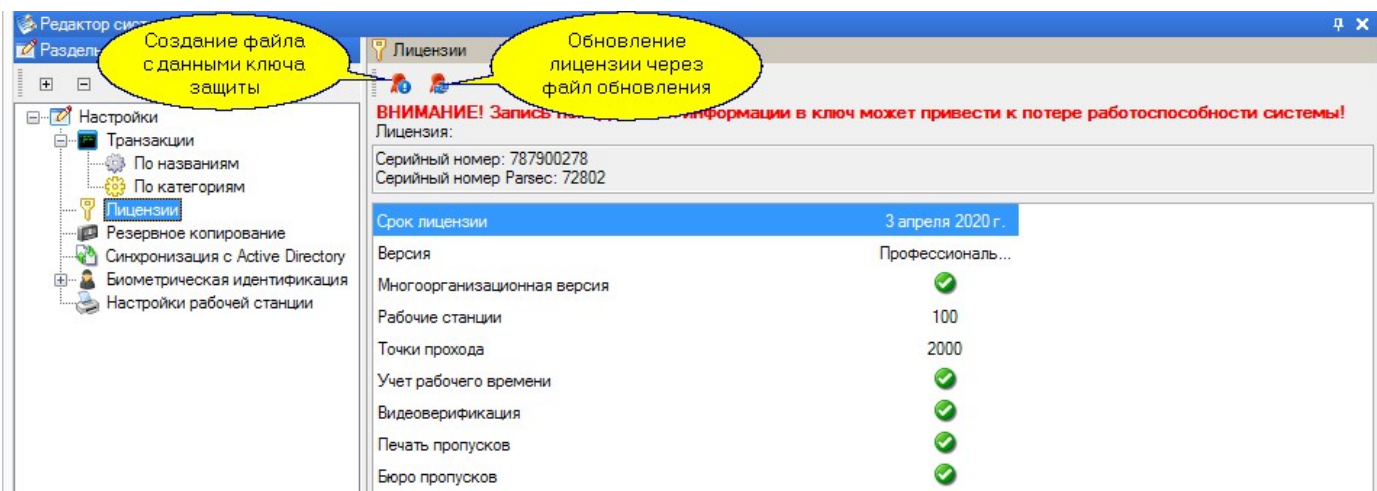 Редактор сис
Создание файла
с данными ключа
защиты
Обновление
лицензии через
файл обновления
Разделы
Лицензии
Настройки
Транзакции
По названиям
По категориям
Лицензии
Резервное копирование
Синхронизация с Active Directory
Биометрическая идентификация
Настройки рабочей станции
ВНИМАНИЕ! Запись информации в ключ может привести к потере работоспособности системы!
Лицензия:
Серийный номер: 787900278
Серийный номер Parsec: 72802
Срок лицензии 3 апреля 2020 г.
Версия Профессиональ...
Многоорганизационная версия
Рабочие станции 100
Точки прохода 2000
Учет рабочего времени
Видеоверификация
Печать пропусков
Бюро пропусков